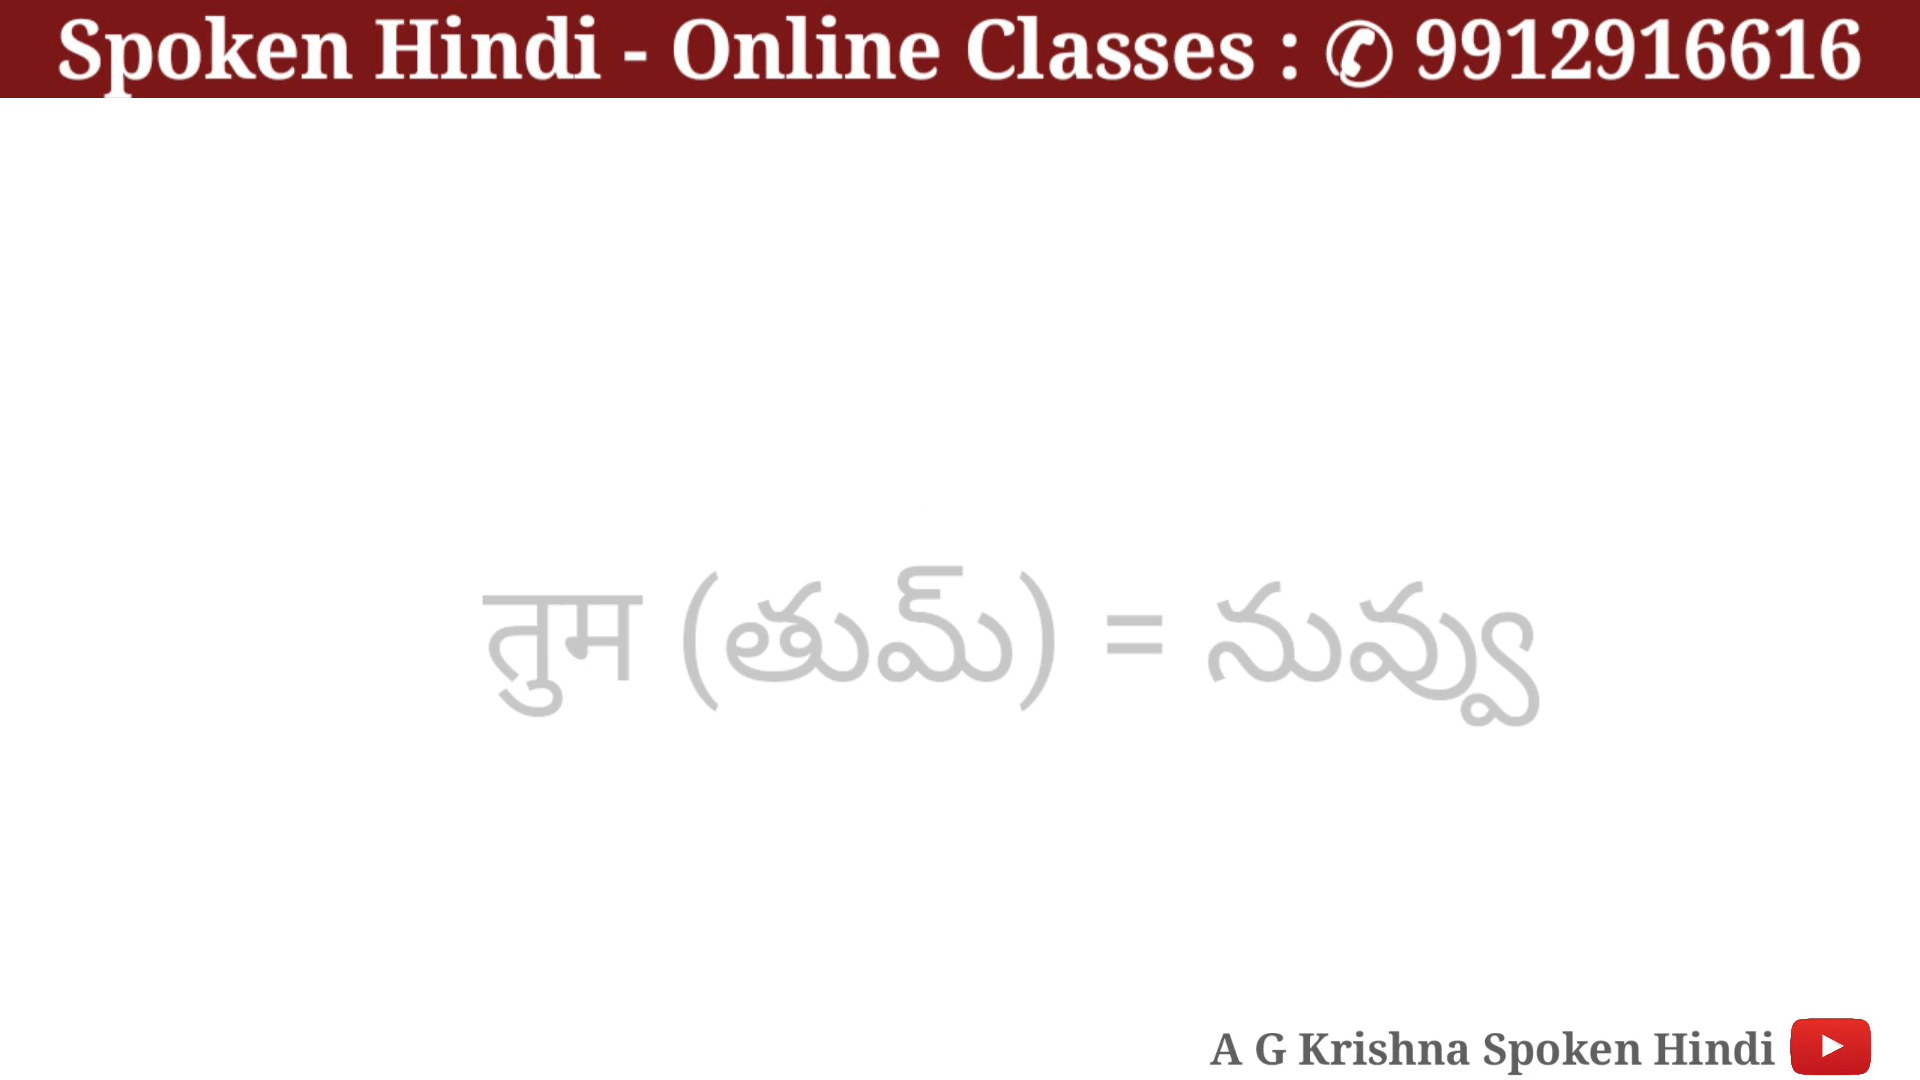 Spoken Hindi - Online Classes : ✆ 9912916616
तुम (తుమ్) = నువ్వు
A G Krishna Spoken Hindi